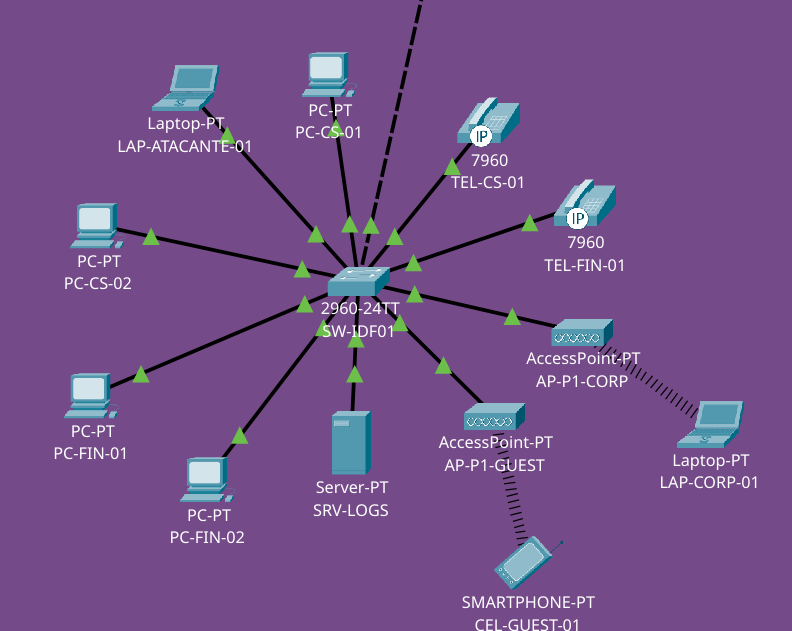 Laptop-PT
LAP-ATACANTE-01
PC-PT
PC-CS-01
IP
7960
TEL-CS-01
IP
7960
TEL-FIN-01
PC-PT
PC-CS-02
2960-24TT
SW-IDF01
AccessPoint-PT
AP-P1-CORP
PC-PT
PC-FIN-01
AccessPoint-PT
AP-P1-GUEST
Laptop-PT
LAP-CORP-01
PC-PT
PC-FIN-02
Server-PT
SRV-LOGS
SMARTPHONE-PT
CEL-GUEST-01